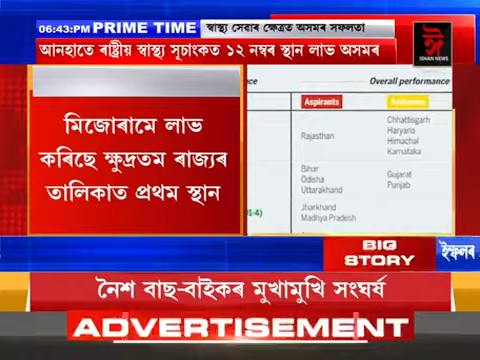 06:43:PM PRIME TIME স্বাস্থ্য সেৱাৰ ক্ষেত্ৰত অসমৰ সফলতা
আনহাতে ৰাষ্ট্ৰীয় স্বাস্থ্য সূচাংকত ১২ নম্বৰ স্থান লাভ অসমৰ
ISHAN NEWS
মিজোৰামে লাভ
কৰিছে ক্ষুদ্ৰতম ৰাজ্যৰ
তালিকাত প্ৰথম স্থান
Overall performance
Aspirants
Rajasthan
Bihar
Odisha
Uttarakhand
Jharkhand
Madhya Pradesh
Chhattisgarh
Haryana
Himachal
Karnataka
Gujarat
Punjab
BIG
STORY
ইম্ফলৰ
নৈশ বাছ-বাইকৰ মুখামুখি সংঘৰ্ষ
ADVERTISEMENT